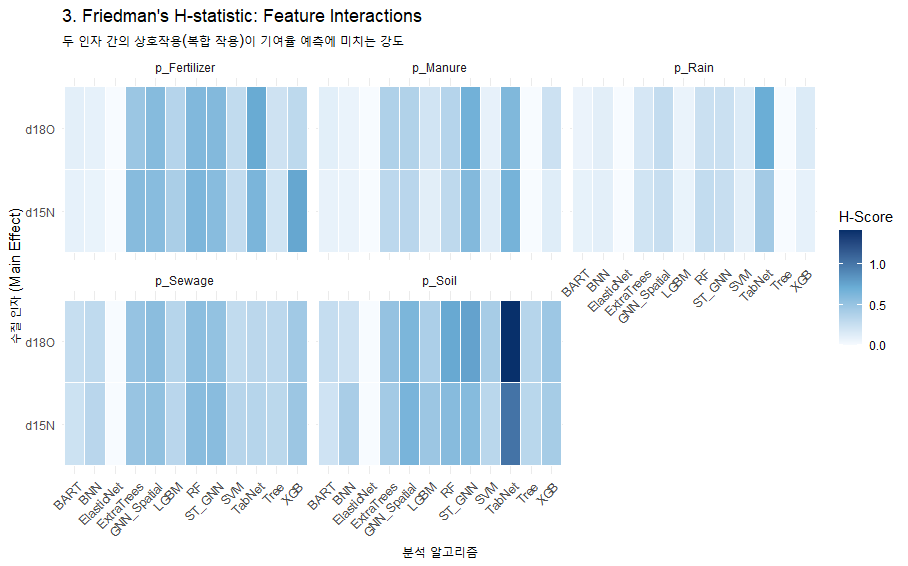 3. Friedman's H-statistic: Feature Interactions
두 인자 간의 상호작용(복합 작용)이 기여율 예측에 미치는 강도
p_Fertilizer
p_Manure
p_Rain
d18O
d15N
p_Sewage
p_Soil
d18O
d15N
수질 인자 (Main Effect)
BART
BNN
ElasticNet
ExtraTrees
GNN_Spatial
LGBM
RF
ST_GNN
SVM
TabNet
Tree
XGB
BART
BNN
ElasticNet
ExtraTrees
GNN_Spatial
LGBM
RF
ST_GNN
SVM
TabNet
Tree
XGB
BART
BNN
ElasticNet
ExtraTrees
GNN_Spatial
LGBM
RF
ST_GNN
SVM
TabNet
Tree
XGB
분석 알고리즘
H-Score
1.0
0.5
0.0